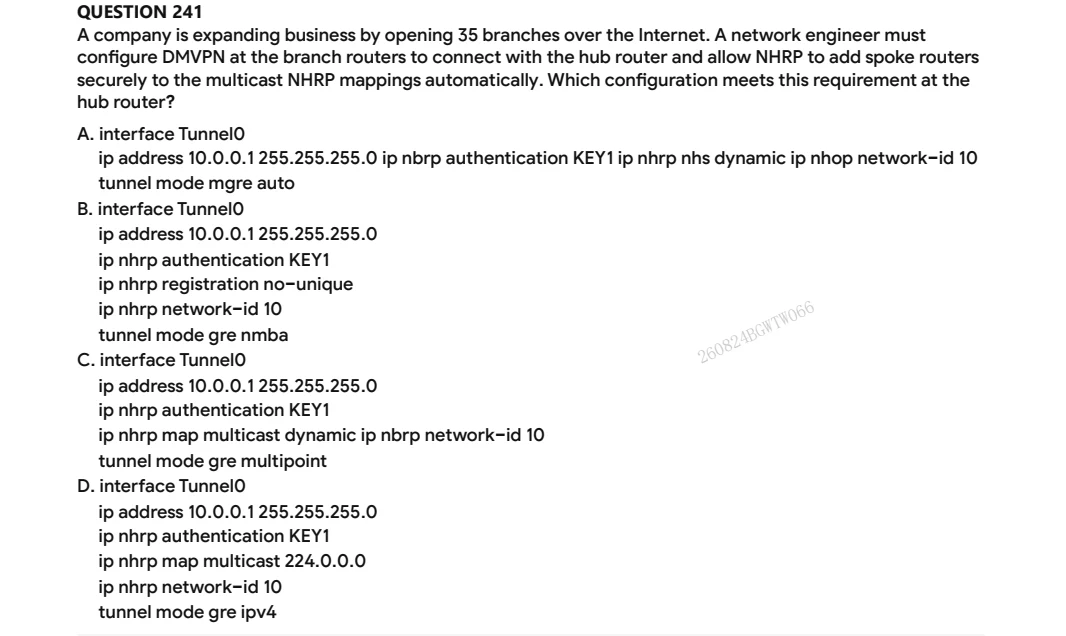 QUESTION 241
A company is expanding business by opening 35 branches over the Internet. A network engineer must
configure DMVPN at the branch routers to connect with the hub router and allow NHRP to add spoke routers
securely to the multicast NHRP mappings automatically. Which configuration meets this requirement at the
hub router?
A. interface Tunnel0
ip address 10.0.0.1 255.255.255.0 ip nbrp authentication KEY1 ip nhrp nhs dynamic ip nhop network-id 10
tunnel mode mgre auto
B. interface Tunnel0
ip address 10.0.0.1 255.255.255.0
ip nhrp authentication KEY1
ip nhrp registration no-unique
ip nhrp network-id 10
tunnel mode gre nmba
C. interface Tunnel0
ip address 10.0.0.1 255.255.255.0
ip nhrp authentication KEY1
ip nhrp map multicast dynamic ip nbrp network-id 10
tunnel mode gre multipoint
D. interface Tunnel0
ip address 10.0.0.1 255.255.255.0
ip nhrp authentication KEY1
ip nhrp map multicast 224.0.0.0
ip nhrp network-id 10
tunnel mode gre ipv4
260824BGWTW066